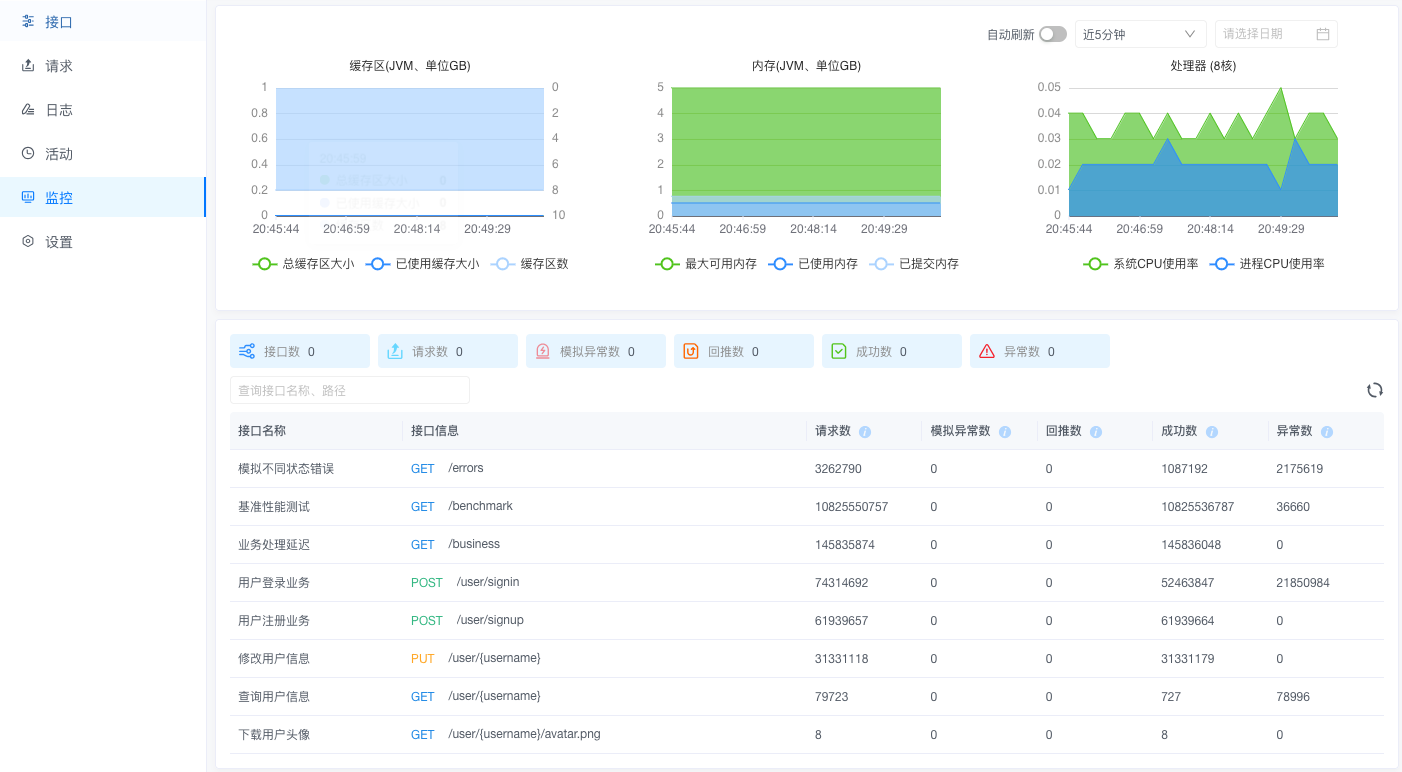 接口
请求
日志
活动
监控
设置
自动刷新 近5分钟 请选择日期
缓存区(JVM、单位GB)
1 0
0.8 2
0.6 4
0.4 6
0.2 8
0 10
20:45:44 20:46:59 20:48:14 20:49:29
总缓存区大小 已使用缓存大小 缓存区数
20:45:59
总缓存区大小 0
已使用缓存大小 0
内存(JVM、单位GB)
5
4
3
2
1
0
20:45:44 20:46:59 20:48:14 20:49:29
最大可用内存 已使用内存 已提交内存
处理器 (8核)
0.05
0.04
0.03
0.02
0.01
0
20:45:44 20:46:59 20:48:14 20:49:29
系统CPU使用率 进程CPU使用率
接口数 0 请求数 0 模拟异常数 0 回推数 0 成功数 0 异常数 0
查询接口名称、路径
接口名称 接口信息 请求数 模拟异常数 回推数 成功数 异常数
模拟不同状态错误 GET /errors 3262790 0 0 1087192 2175619
基准性能测试 GET /benchmark 10825550757 0 0 10825536787 36660
业务处理延迟 GET /business 145835874 0 0 145836048 0
用户登录业务 POST /user/signin 74314692 0 0 52463847 21850984
用户注册业务 POST /user/signup 61939657 0 0 61939664 0
修改用户信息 PUT /user/{username} 31331118 0 0 31331179 0
查询用户信息 GET /user/{username} 79723 0 0 727 78996
下载用户头像 GET /user/{username}/avatar.png 8 0 0 8 0